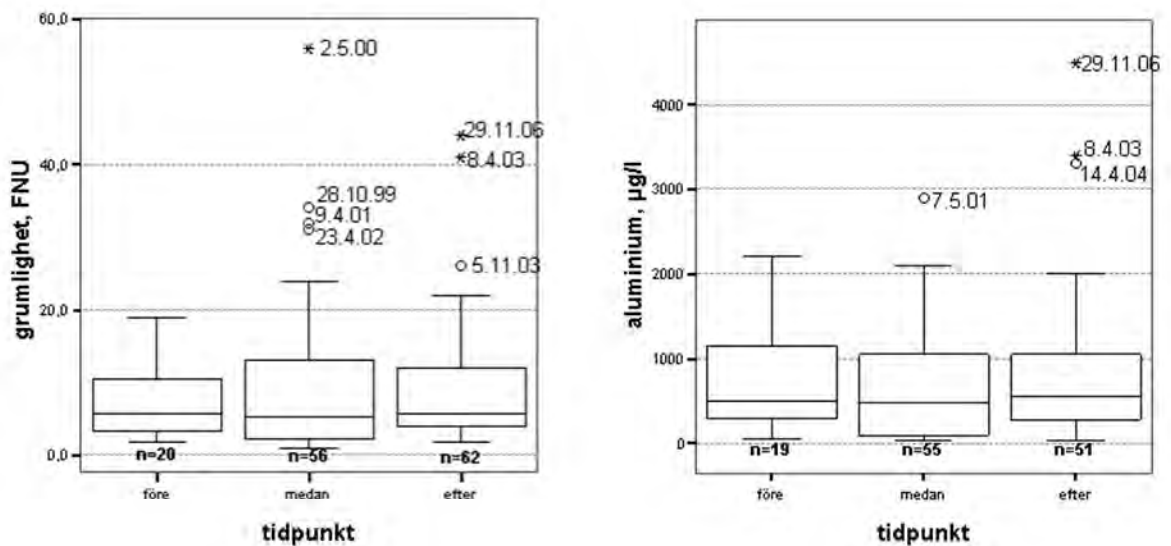 grumlighet, FNU
60,0
40,0
20,0
0,0
2.5.00
29.11.06
8.4.03
28.10.99
9.4.01
23.4.02
5.11.03
n=20
n=56
n=62
före
medan
efter
tidpunkt
aluminium, µg/l
4000
3000
2000
1000
0
29.11.06
8.4.03
14.4.04
7.5.01
n=19
n=55
n=51
före
medan
efter
tidpunkt